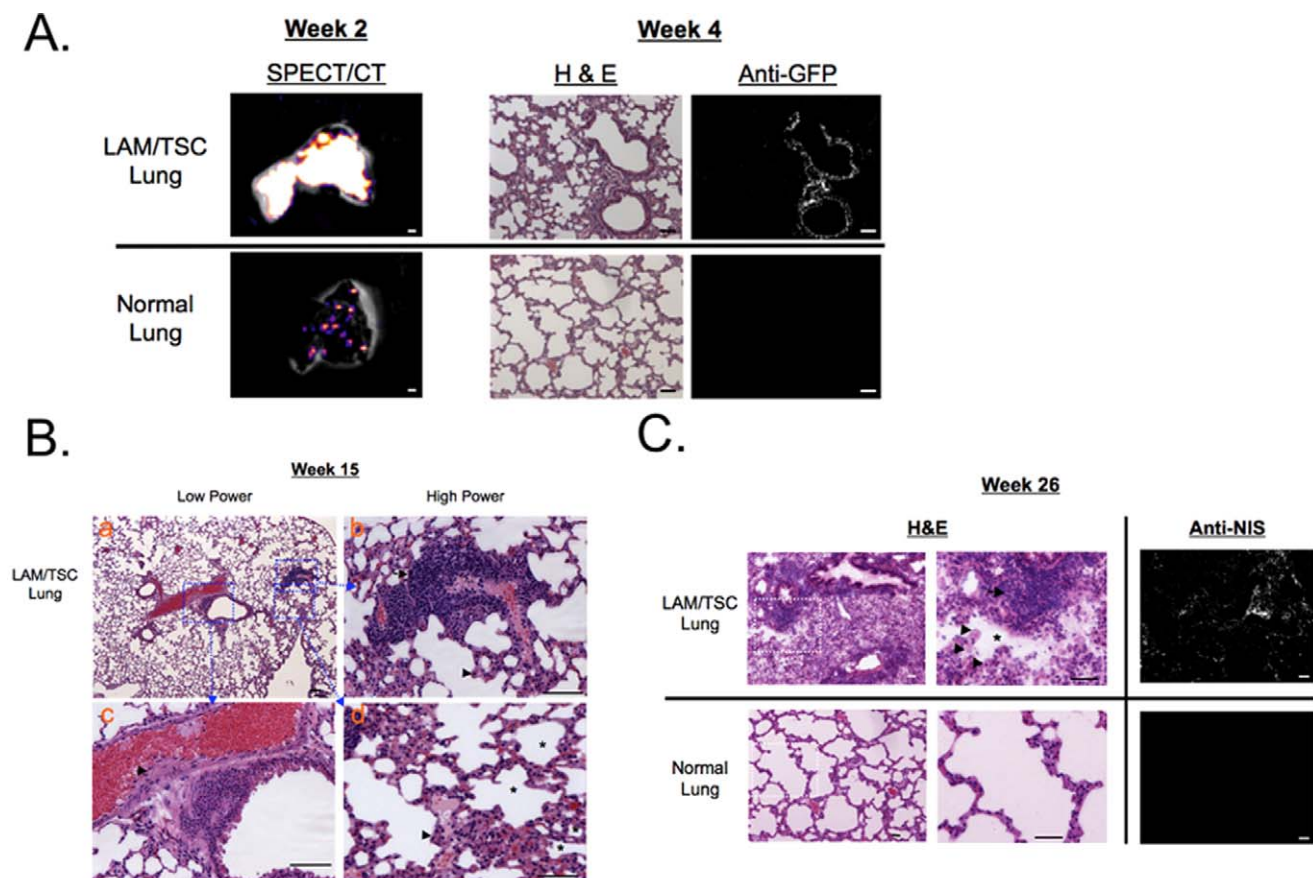 A.
Week 2
Week 4
SPECT/CT
H & E
Anti-GFP
LAM/TSC
Lung
Normal
Lung
B.
Week 15
Low Power
High Power
LAM/TSC
Lung
a
b
c
d
C.
Week 26
H&E
Anti-NIS
LAM/TSC
Lung
Normal
Lung